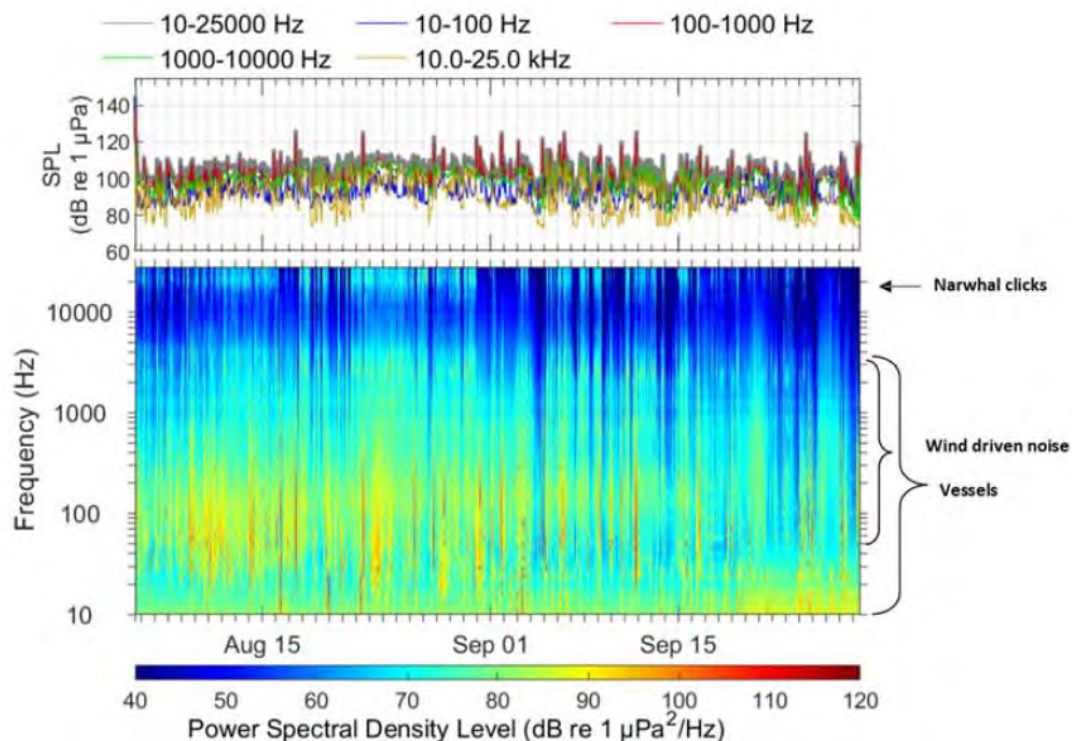 10-25000 Hz 10-100 Hz 100-1000 Hz
1000-10000 Hz 10.0-25.0 kHz
140
120
100
80
60
SPL
(dB re 1 µPa)
Narwhal clicks
10000
1000
100
10
Frequency (Hz)
Wind driven noise
Vessels
Aug 15 Sep 01 Sep 15
40 50 60 70 80 90 100 110 120
Power Spectral Density Level (dB re 1 µPa²/Hz)